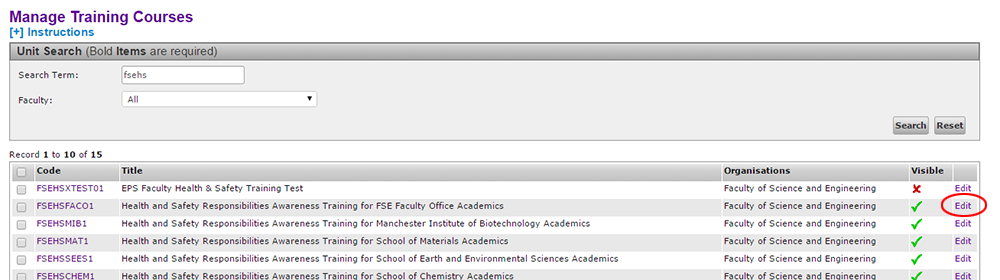 Manage Training Courses
[+] Instructions
Unit Search (Bold Items are required)
Search Term: fsehs
Faculty: All
Search Reset
Record 1 to 10 of 15
Code Title Organisations Visible
FSEHSXTEST01 EPS Faculty Health & Safety Training Test Faculty of Science and Engineering Edit
FSEHSFACO1 Health and Safety Responsibilities Awareness Training for FSE Faculty Office Academics Faculty of Science and Engineering Edit
FSEHSMIB1 Health and Safety Responsibilities Awareness Training for Manchester Institute of Biotechnology Academics Faculty of Science and Engineering Edit
FSEHSMAT1 Health and Safety Responsibilities Awareness Training for School of Materials Academics Faculty of Science and Engineering Edit
FSEHSSEES1 Health and Safety Responsibilities Awareness Training for School of Earth and Environmental Sciences Academics Faculty of Science and Engineering Edit
FSEHSCHEM1 Health and Safety Responsibilities Awareness Training for School of Chemistry Academics Faculty of Science and Engineering Edit